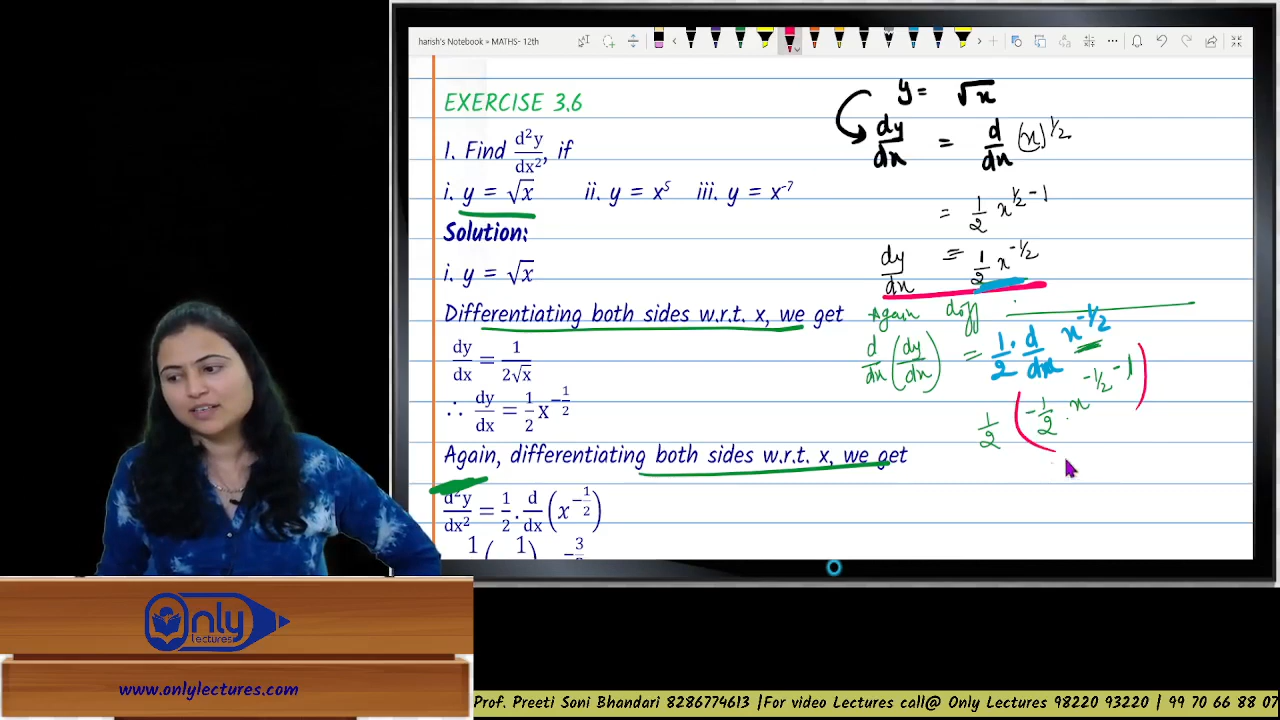 harish's Notebook » MATHS- 12th
EXERCISE 3.6
1. Find d²y/dx², if
i. y = √x ii. y = x⁵ iii. y = x⁻⁷
Solution:
i. y = √x
Differentiating both sides w.r.t. x, we get
dy/dx = 1/2√x
∴ dy/dx = 1/2 x^-1/2
Again, differentiating both sides w.r.t. x, we get
d²y/dx² = 1/2 . d/dx (x^-1/2)
y = √x
dy/dx = d/dx (x)^1/2
= 1/2 x^1/2-1
dy/dx = 1/2 x^-1/2
Again diff
d/dx (dy/dx) = 1/2 . d/dx x^-1/2
1/2 (-1/2 . x^-1/2-1)
Only
lectures
www.onlylectures.com
Prof. Preeti Soni Bhandari 8286774613 |For video Lectures call@ Only Lectures 98220 93220 | 99 70 66 88 07